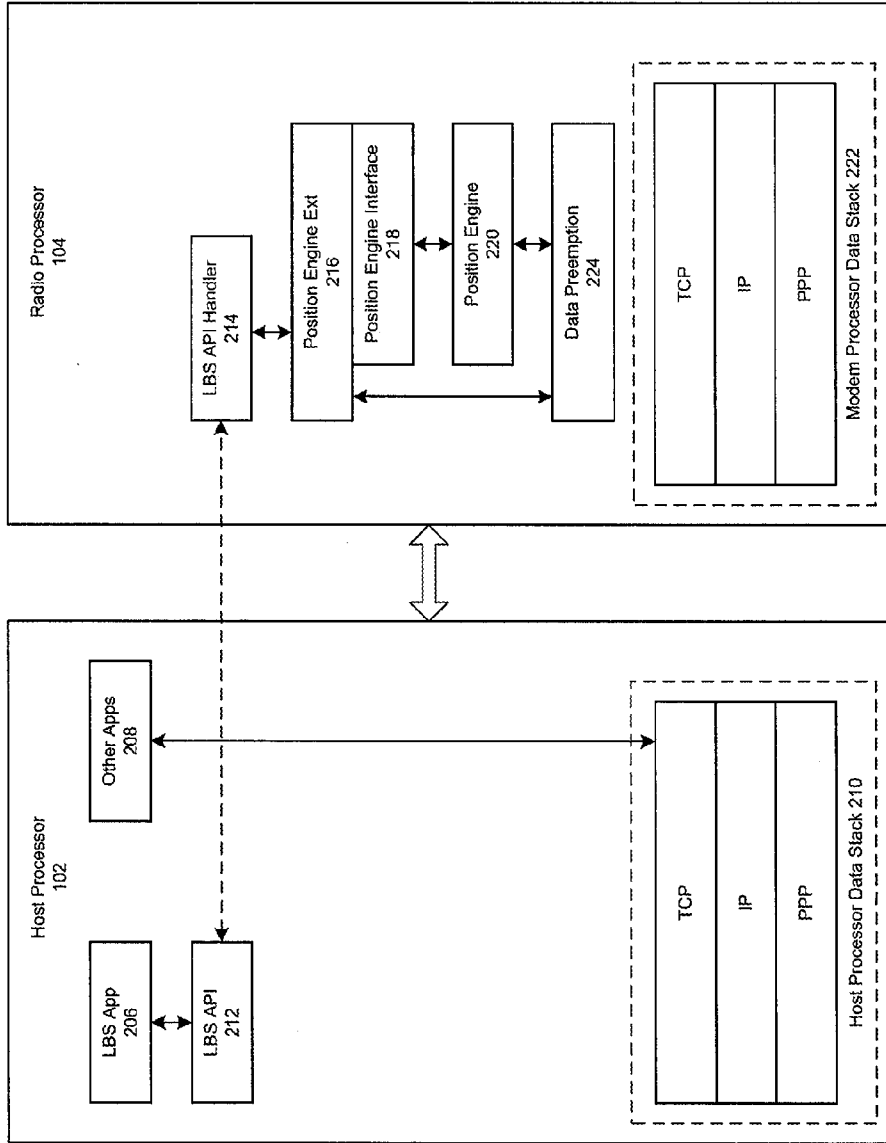 Host Processor
102
LBS App
206
LBS API
212
Other Apps
208
TCP
IP
PPP
Host Processor Data Stack 210
Radio Processor
104
LBS API Handler
214
Position Engine Ext
216
Position Engine Interface
218
Position Engine
220
Data Preemption
224
TCP
IP
PPP
Modem Processor Data Stack 222